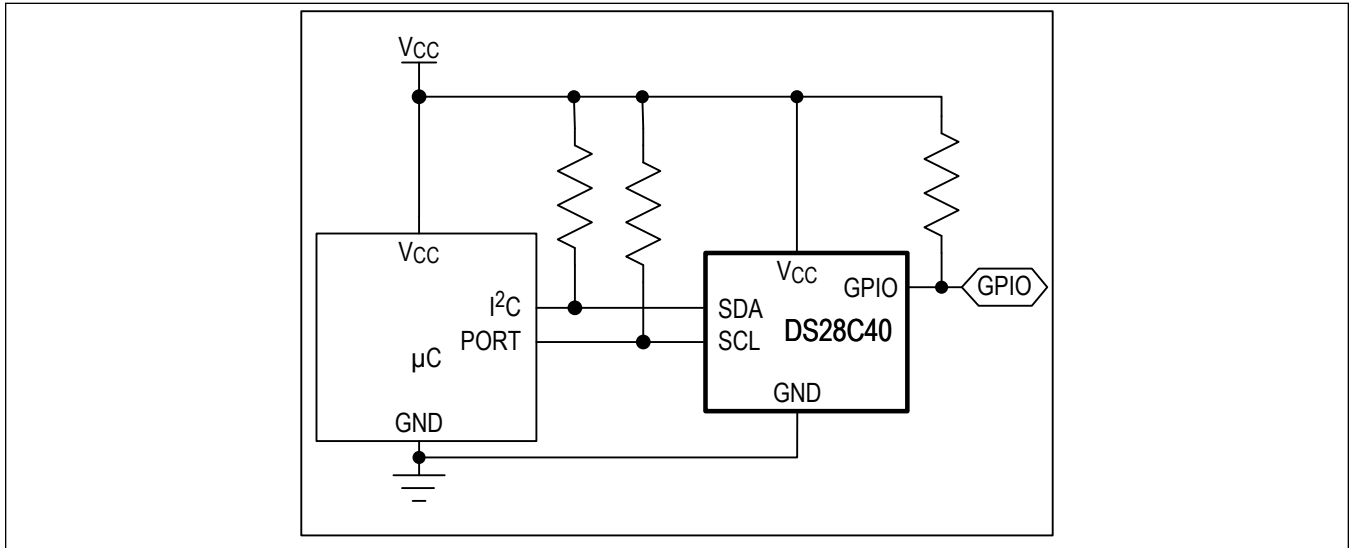 VCC
VCC
I²C
PORT
µC
GND
SDA
SCL
VCC
GPIO
DS28C40
GND
GPIO